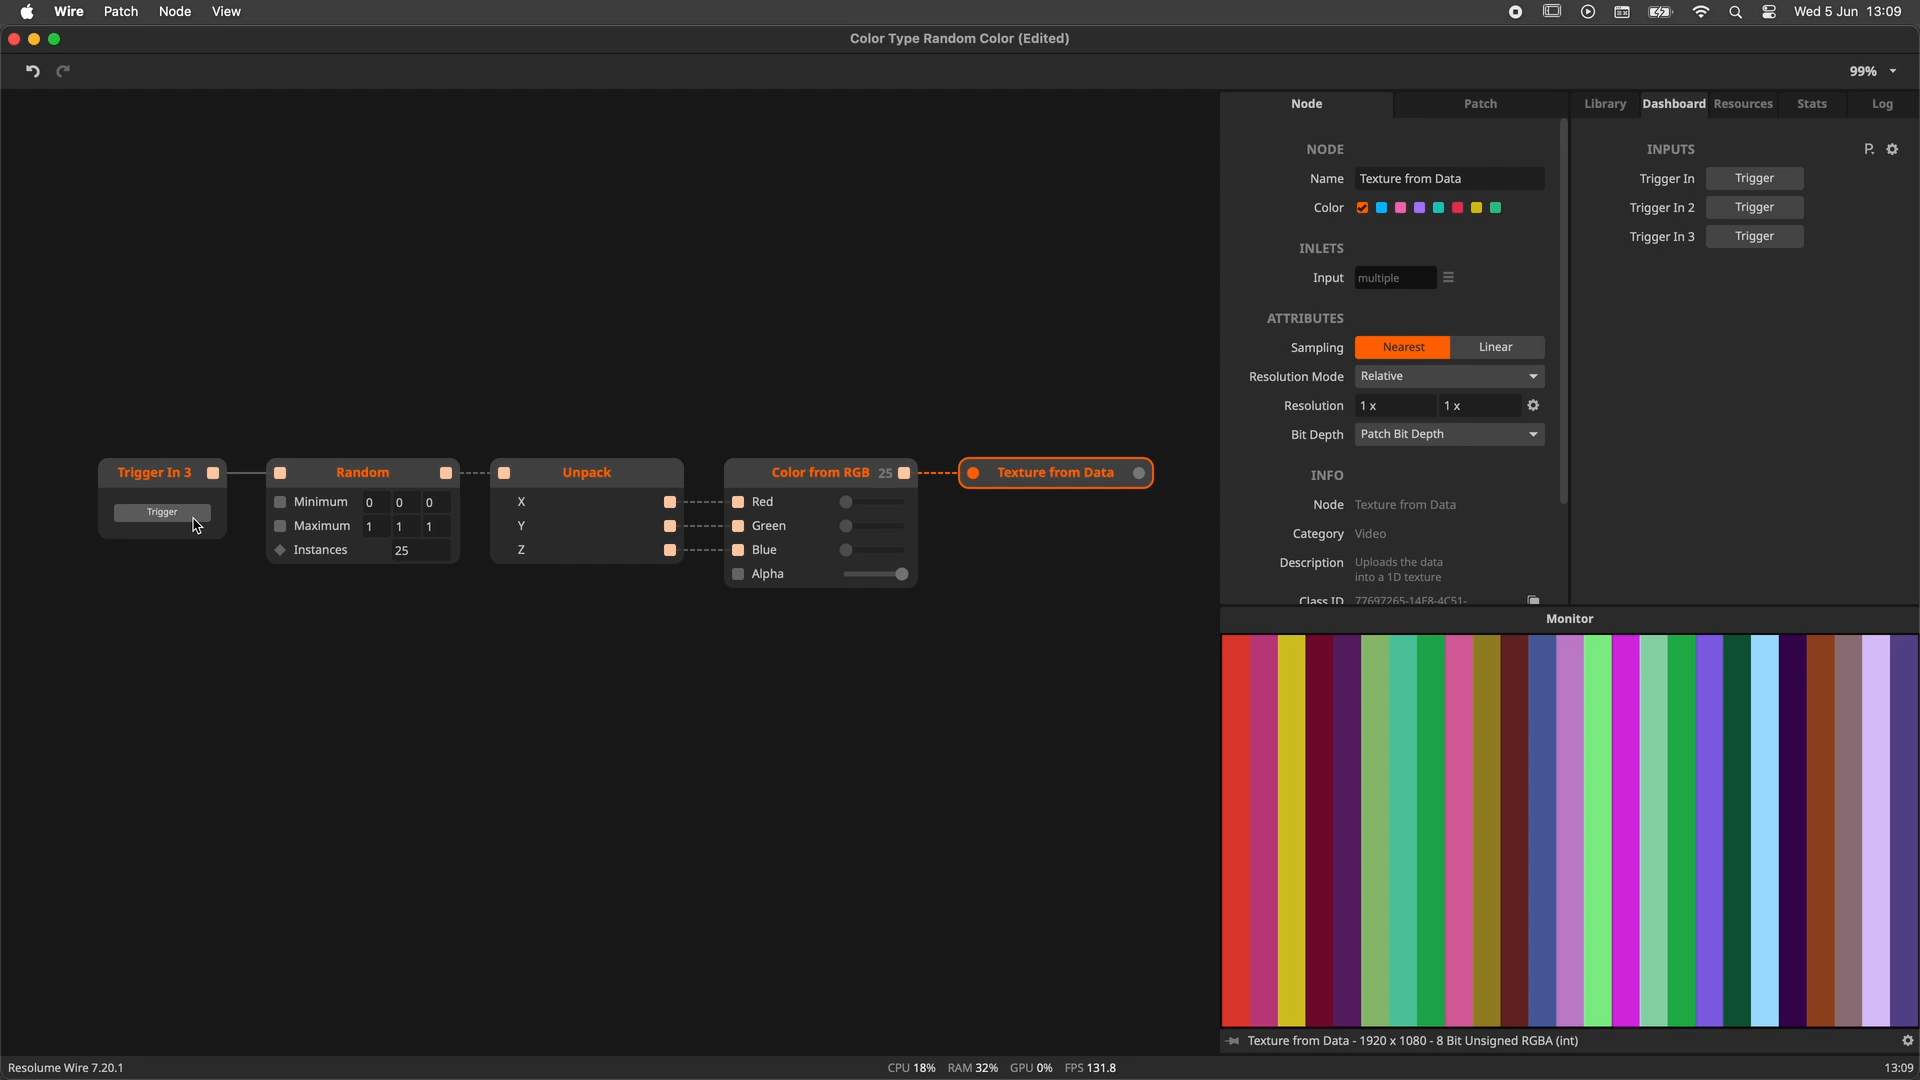 Wire Patch Node View Wed 5 Jun 13:09
Color Type Random Color (Edited)
99%
Node Patch Library Dashboard Resources Stats Log
NODE
Name Texture from Data
Color
INLETS
Input multiple
ATTRIBUTES
Sampling Nearest Linear
Resolution Mode Relative
Resolution 1 x 1 x
Bit Depth Patch Bit Depth
INFO
Node Texture from Data
Category Video
Description Uploads the data
into a 1D texture
Class ID 77697265-14F8-4C51-
INPUTS P.
Trigger In Trigger
Trigger In 2 Trigger
Trigger In 3 Trigger
Trigger In 3
Trigger
Random
Minimum 0 0 0
Maximum 1 1 1
Instances 25
Unpack
X
Y
Z
Color from RGB 25
Red
Green
Blue
Alpha
Texture from Data
Monitor
Texture from Data - 1920 x 1080 - 8 Bit Unsigned RGBA (int)
Resolume Wire 7.20.1 CPU 18% RAM 32% GPU 0% FPS 131.8 13:09